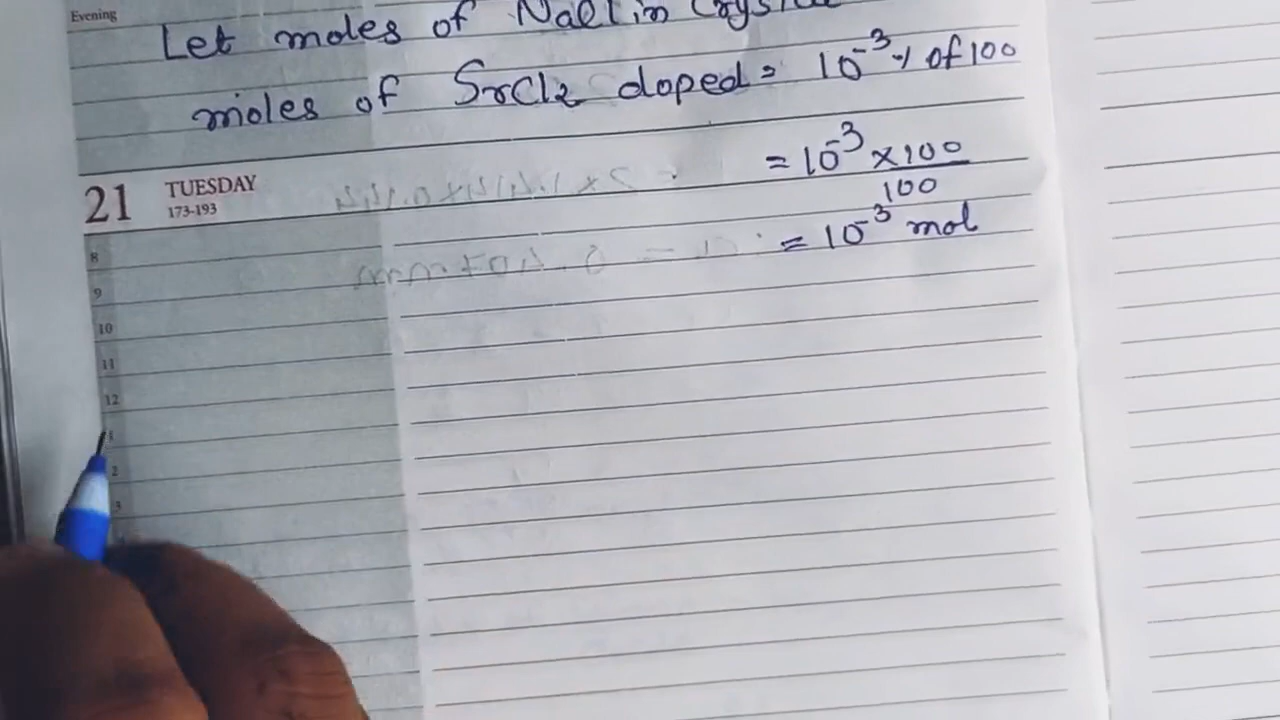 Evening
Let moles of NaCl in Crystal
moles of SrCl2 doped = 10⁻³ % of 100
= 10⁻³ × 100
100
21 TUESDAY
173-193
= 10⁻³ mol
8
9
10
11
12
1
2
3